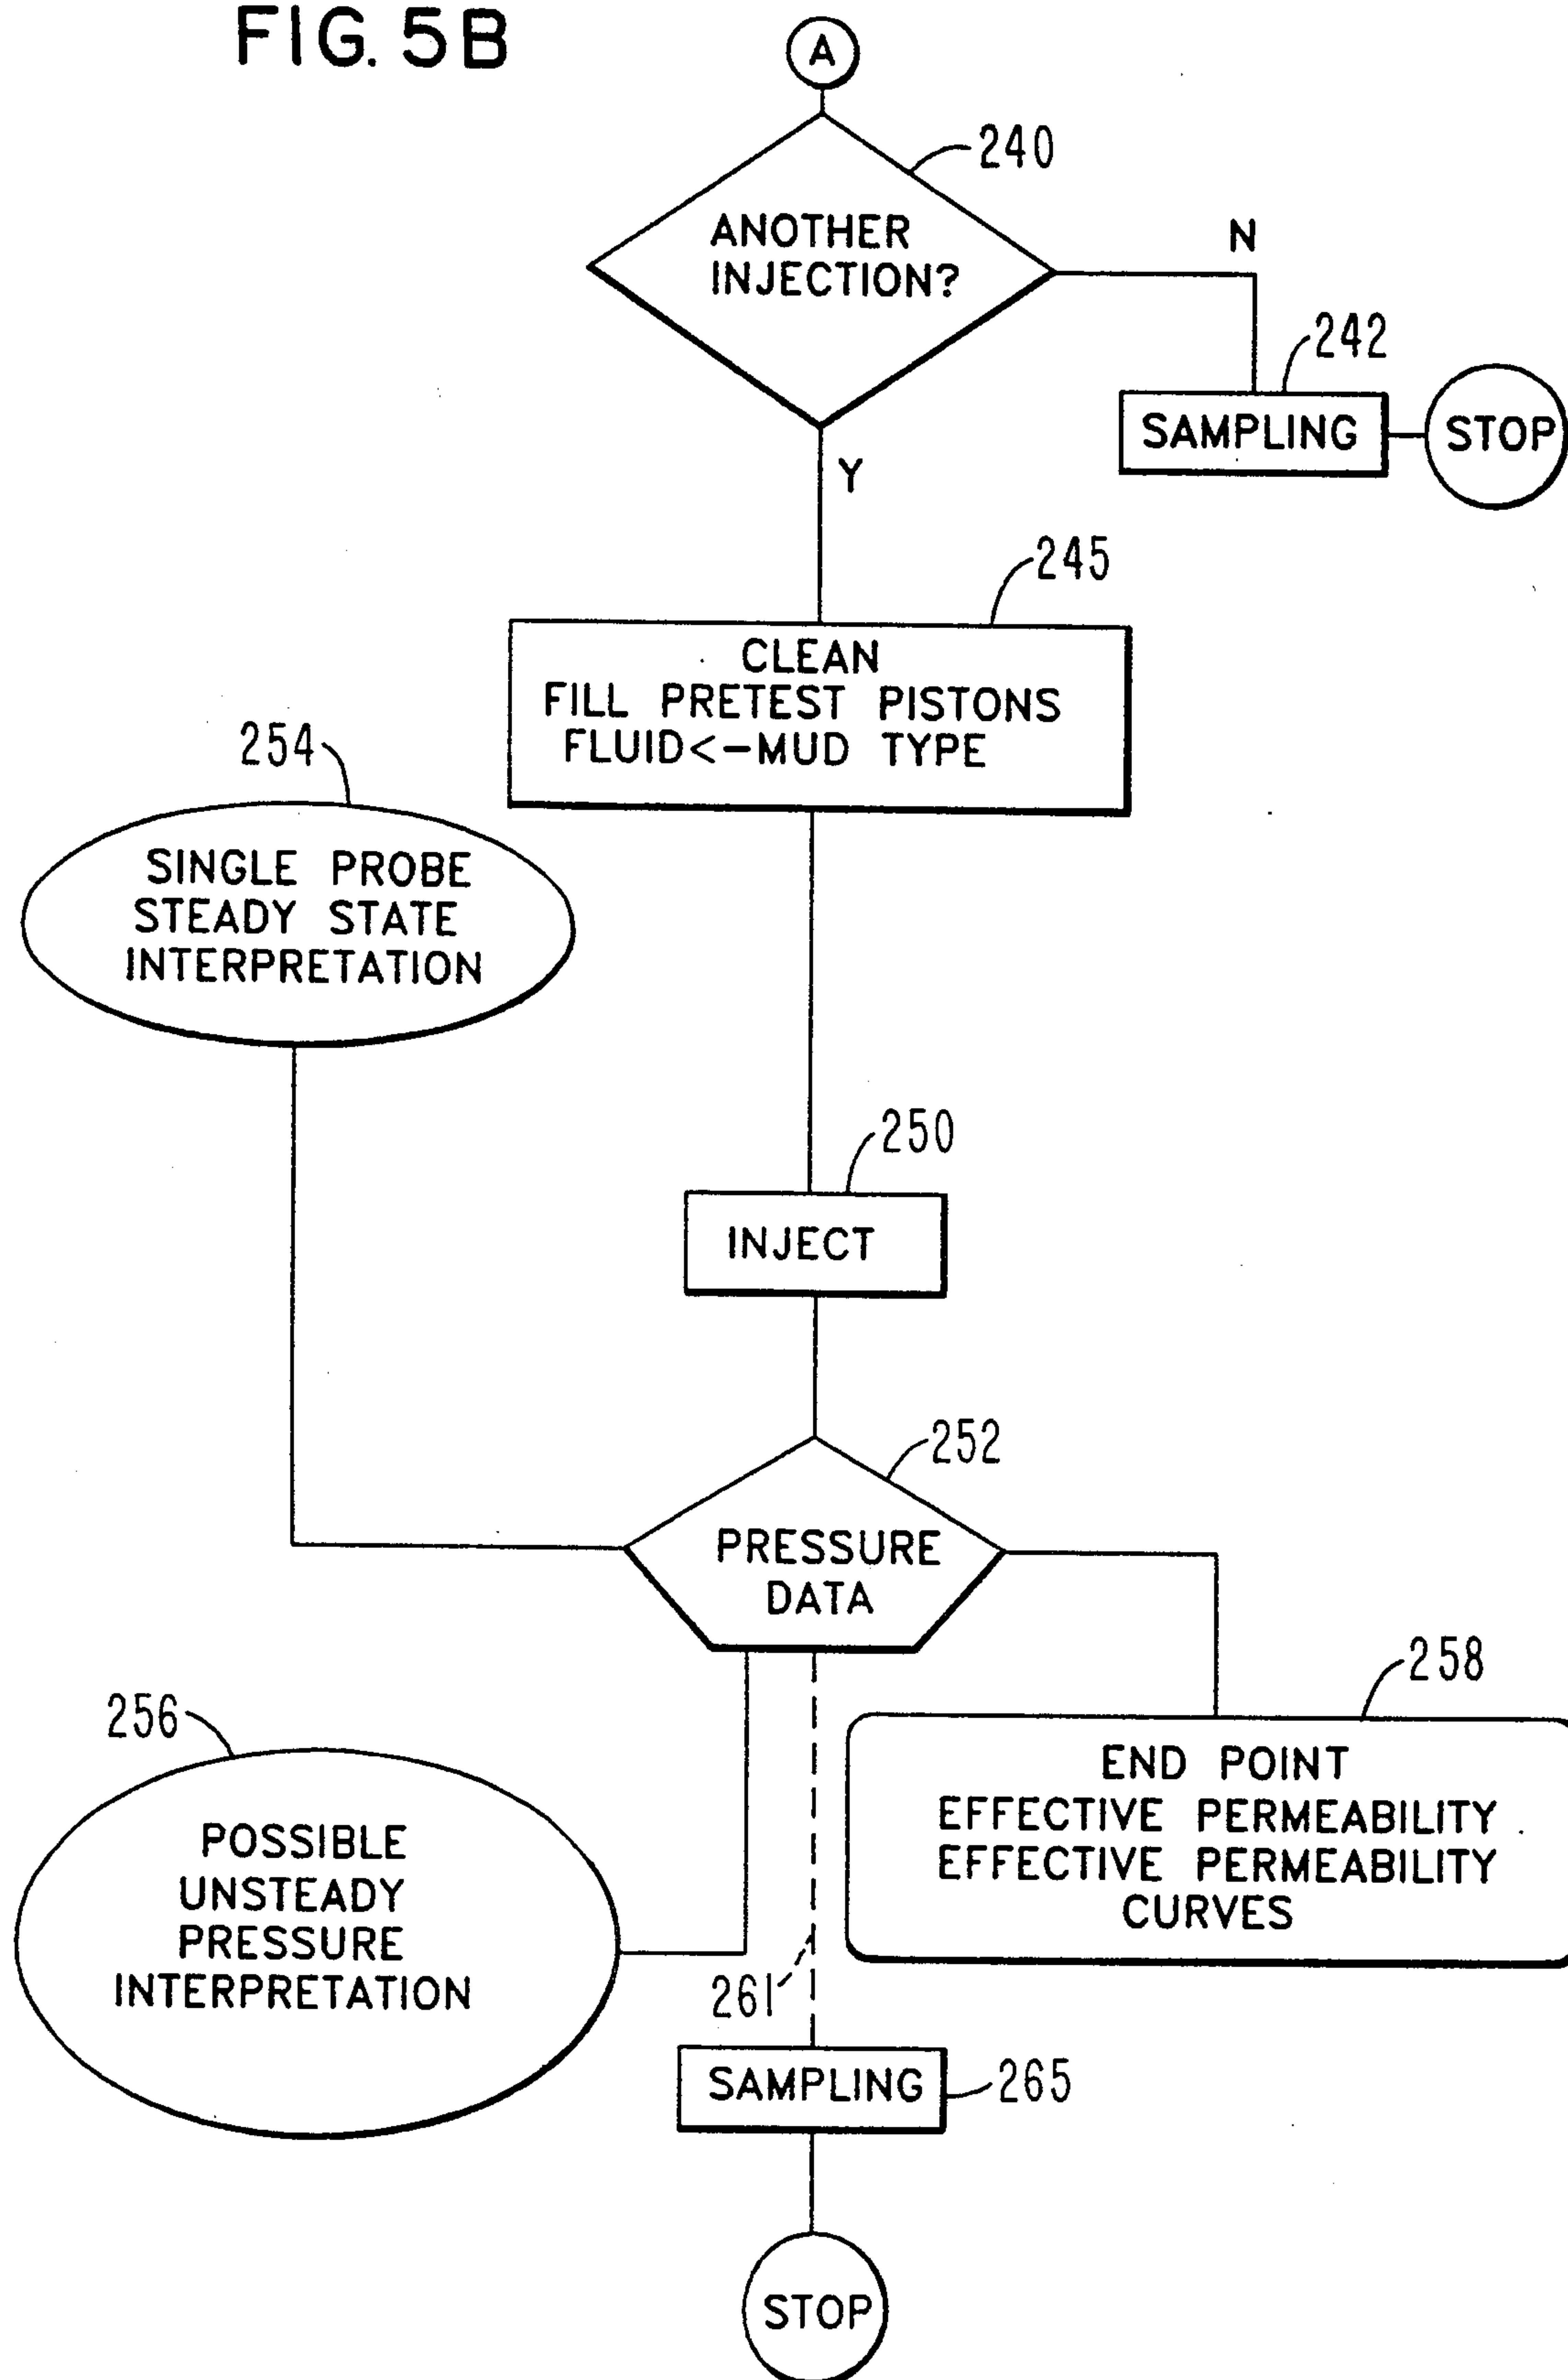 FIG. 5B
A
240
ANOTHER
INJECTION?
N
242
SAMPLING
STOP
Y
245
CLEAN
FILL PRETEST PISTONS
FLUID<-MUD TYPE
254
SINGLE PROBE
STEADY STATE
INTERPRETATION
250
INJECT
252
PRESSURE
DATA
258
END POINT
EFFECTIVE PERMEABILITY
EFFECTIVE PERMEABILITY
CURVES
256
POSSIBLE
UNSTEADY
PRESSURE
INTERPRETATION
261
SAMPLING
265
STOP